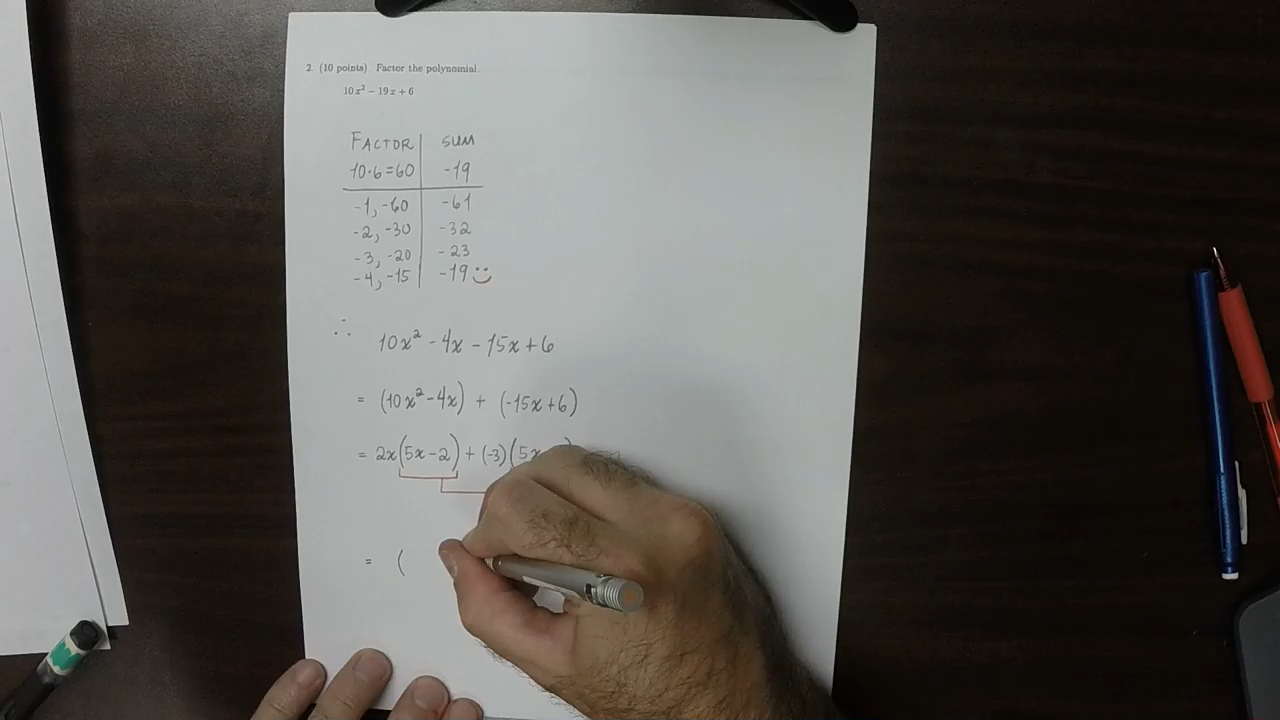 2. (10 points) Factor the polynomial.
10x² − 19x + 6
FACTOR SUM
10·6=60 -19
-1, -60 -61
-2, -30 -32
-3, -20 -23
-4, -15 -19
∴ 10x² - 4x - 15x + 6
= (10x² - 4x) + (-15x + 6)
= 2x(5x - 2) + (-3)(5x
= (